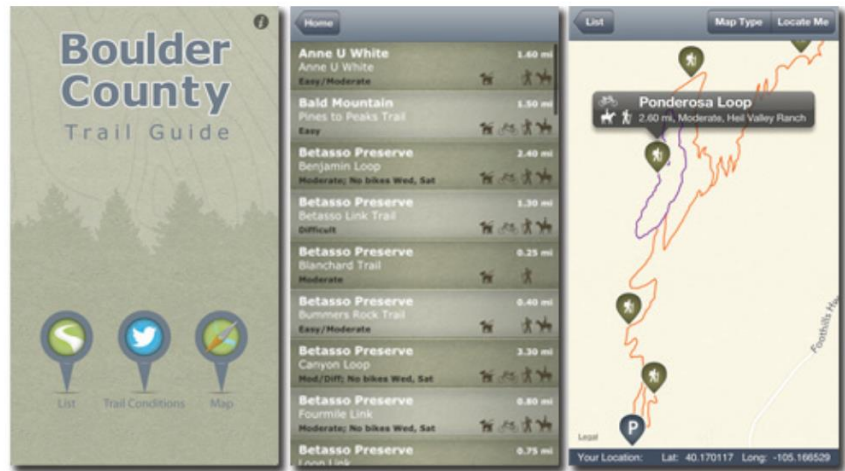 Boulder
County
Trail Guide
List
Trail Conditions
Map
Home
Anne U White
1.60 mi
Anne U White
Easy/Moderate
Bald Mountain
1.50 mi
Pines to Peaks Trail
Easy
Betasso Preserve
2.40 mi
Benjamin Loop
Moderate; No bikes Wed, Sat
Betasso Preserve
1.30 mi
Betasso Link Trail
Difficult
Betasso Preserve
0.25 mi
Blanchard Trail
Moderate
Betasso Preserve
0.40 mi
Bummers Rock Trail
Easy/Moderate
Betasso Preserve
3.30 mi
Canyon Loop
Mod/Diff; No bikes Wed, Sat
Betasso Preserve
0.80 mi
Fourmile Link
Moderate; No bikes Wed, Sat
Betasso Preserve
0.75 mi
Loop Link
List
Map Type
Locate Me
Ponderosa Loop
2.60 mi, Moderate, Heil Valley Ranch
Foothills Hw
P
Legal
Your Location: Lat: 40.170117 Long: -105.166529